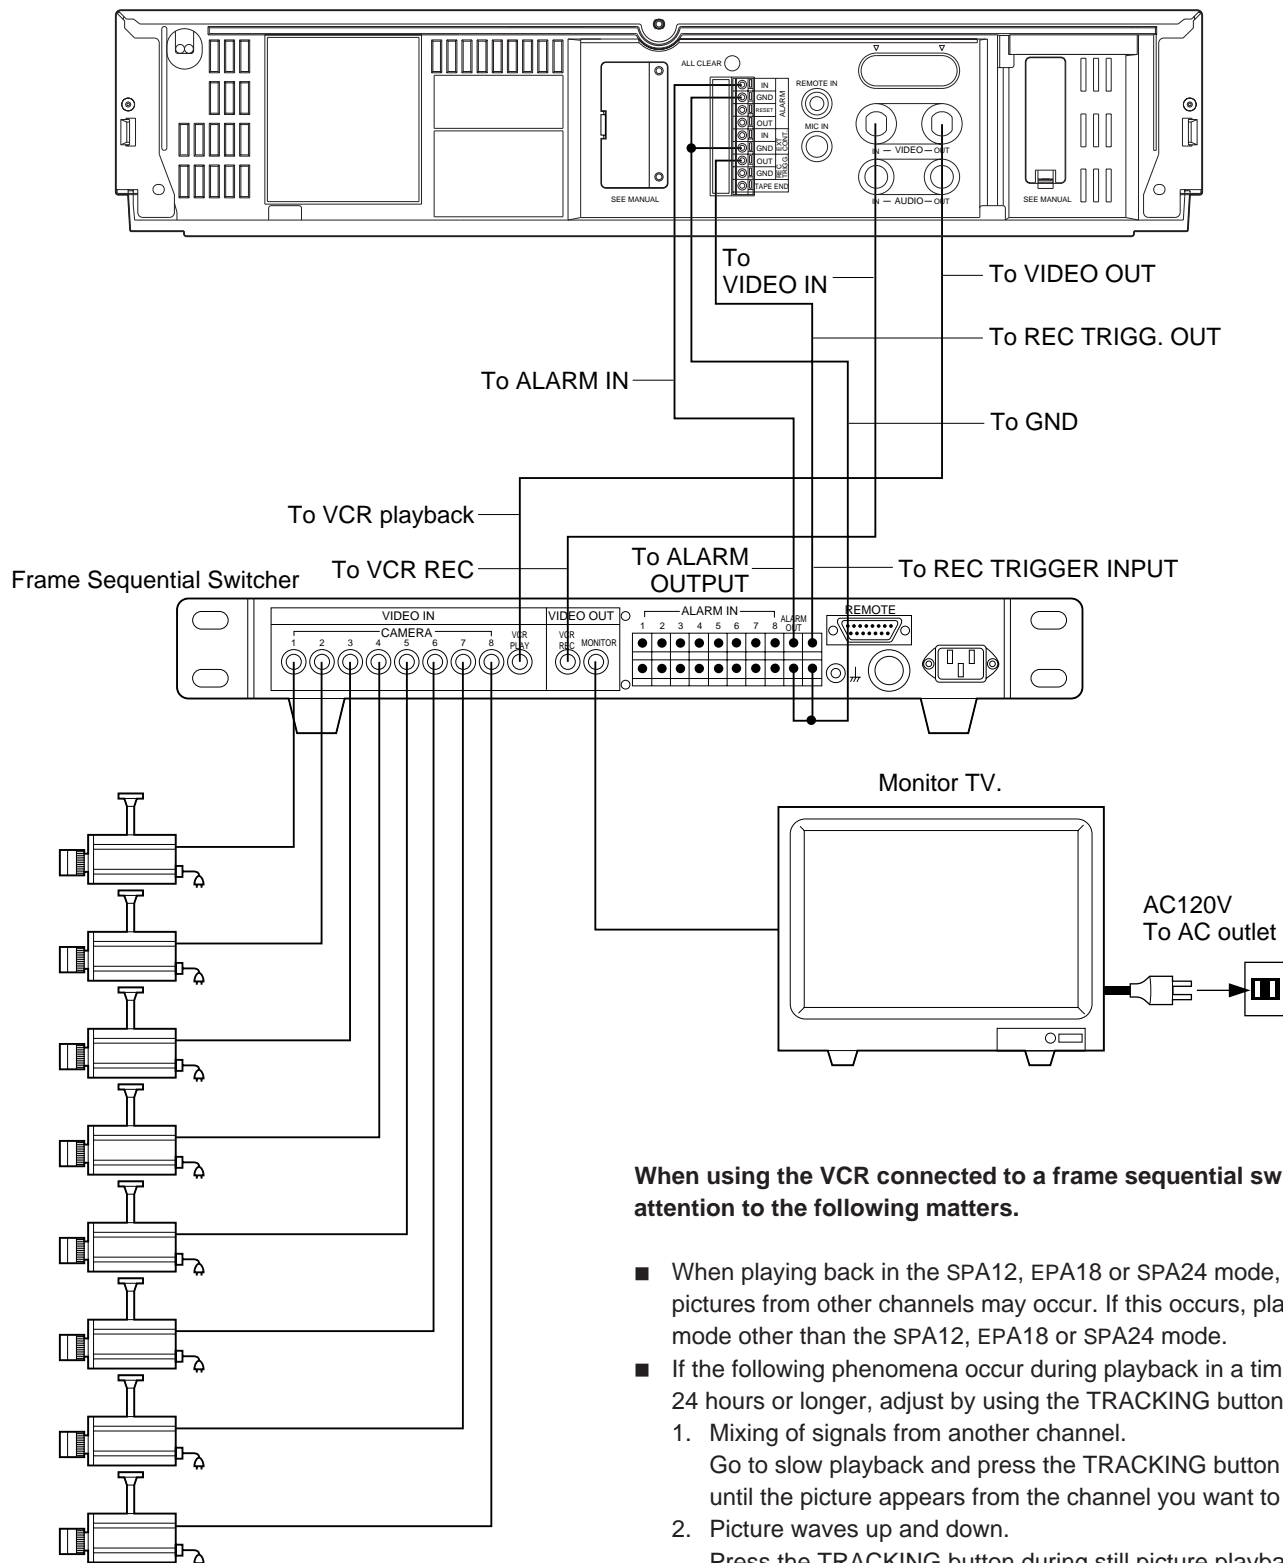 ALL CLEAR
IN
GND
RESET
OUT
ALARM
IN
GND
EXT
CONT.
OUT
GND
REC
TRIGG.
TAPE END
REMOTE IN
MIC IN
IN — VIDEO — OUT
IN — AUDIO — OUT
SEE MANUAL
SEE MANUAL
To
VIDEO IN
To VIDEO OUT
To REC TRIGG. OUT
To ALARM IN
To GND
To VCR playback
To VCR REC
To ALARM
OUTPUT
To REC TRIGGER INPUT
Frame Sequential Switcher
VIDEO IN
CAMERA
1 2 3 4 5 6 7 8
VCR
PLAY
VIDEO OUT
VCR
REC
MONITOR
ALARM IN
1 2 3 4 5 6 7 8
ALARM
OUT
REMOTE
Monitor TV.
AC120V
To AC outlet
When using the VCR connected to a frame sequential sw
attention to the following matters.
■ When playing back in the SPA12, EPA18 or SPA24 mode,
pictures from other channels may occur. If this occurs, pla
mode other than the SPA12, EPA18 or SPA24 mode.
■ If the following phenomena occur during playback in a tim
24 hours or longer, adjust by using the TRACKING button
1. Mixing of signals from another channel.
Go to slow playback and press the TRACKING button
until the picture appears from the channel you want to
2. Picture waves up and down.
Press the TRACKING button during still picture playba